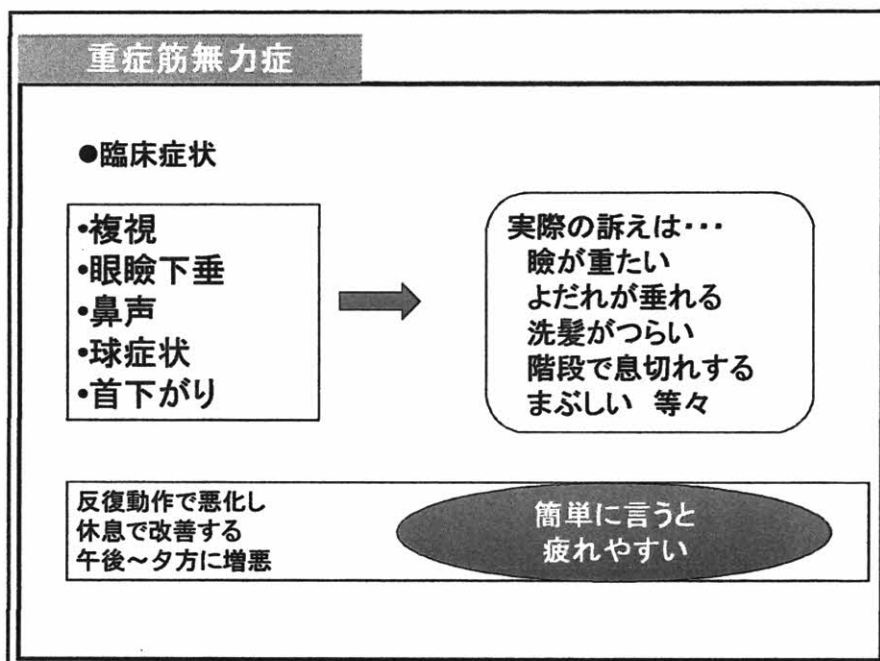 重症筋無力症
●臨床症状
•複視
•眼瞼下垂
•鼻声
•球症状
•首下がり
実際の訴えは･･･
瞼が重たい
よだれが垂れる
洗髪がつらい
階段で息切れする
まぶしい 等々
反復動作で悪化し
休息で改善する
午後～夕方に増悪
簡単に言うと
疲れやすい